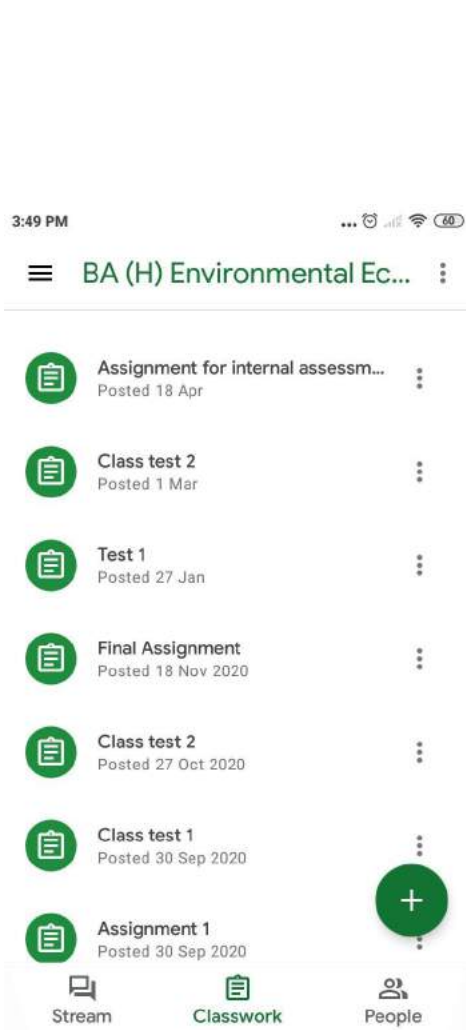 3:49 PM 60
BA (H) Environmental Ec...
Assignment for internal assessm...
Posted 18 Apr
Class test 2
Posted 1 Mar
Test 1
Posted 27 Jan
Final Assignment
Posted 18 Nov 2020
Class test 2
Posted 27 Oct 2020
Class test 1
Posted 30 Sep 2020
Assignment 1
Posted 30 Sep 2020
Stream Classwork People